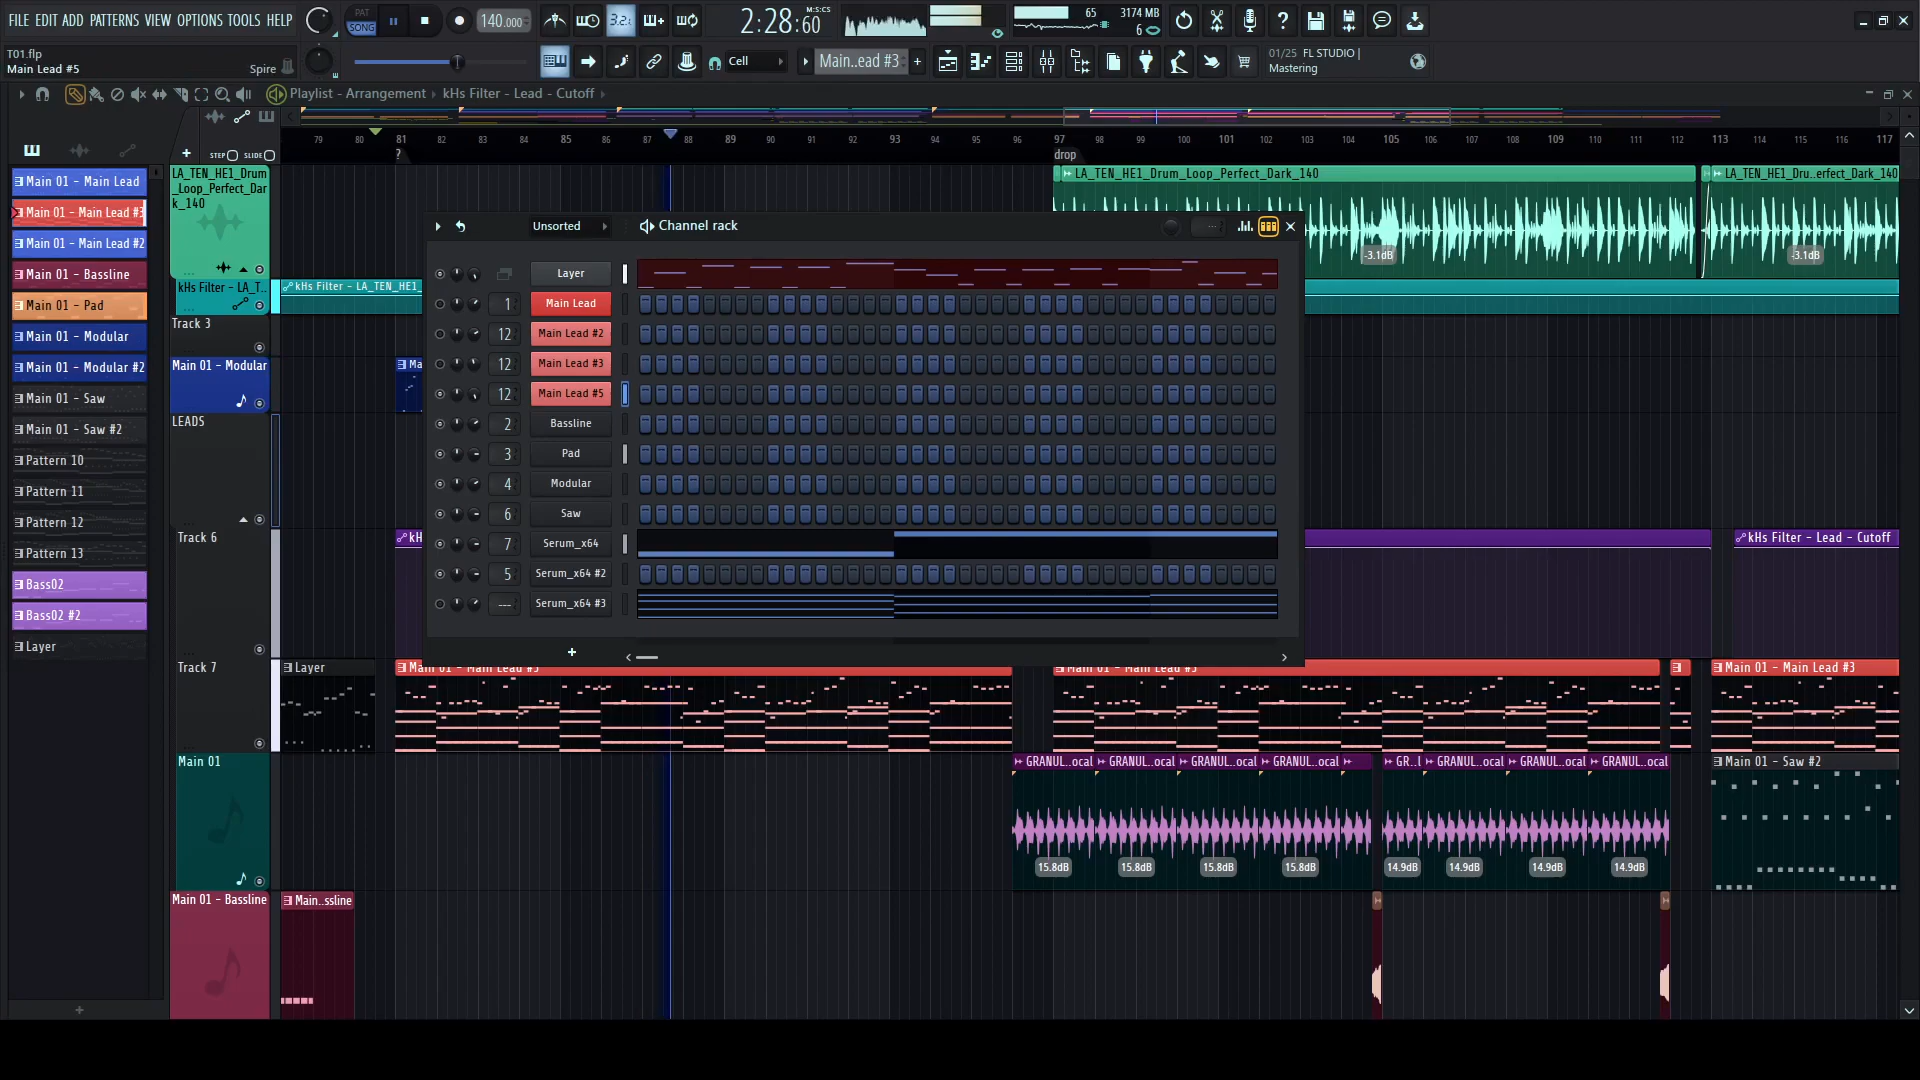 FILE EDIT ADD PATTERNS VIEW OPTIONS TOOLS HELP
PAT
SONG
140.000
3.2.
2:28:60
M:S:CS
65
3174 MB
6
T01.flp
Main Lead #5
Spire
Cell
Main..ead #3
01/25 FL STUDIO |
Mastering
Playlist - Arrangement › kHs Filter - Lead - Cutoff ›
79 80 81 82 83 84 85 86 87 88 89 90 91 92 93 94 95 96 97 98 99 100 101 102 103 104 105 106 107 108 109 110 111 112 113 114 115 116 117
STEP
SLIDE
?
drop
Main 01 - Main Lead
Main 01 - Main Lead #3
Main 01 - Main Lead #2
Main 01 - Bassline
Main 01 - Pad
Main 01 - Modular
Main 01 - Modular #2
Main 01 - Saw
Main 01 - Saw #2
Pattern 10
Pattern 11
Pattern 12
Pattern 13
Bass02
Bass02 #2
Layer
LA_TEN_HE1_Drum
_Loop_Perfect_Dar
k_140
kHs Filter - LA_T..
Track 3
Main 01 - Modular
LEADS
Track 6
Track 7
Main 01
Main 01 - Bassline
LA_TEN_HE1_Drum_Loop_Perfect_Dark_140
LA_TEN_HE1_Dru..erfect_Dark_140
-3.1dB
-3.1dB
kHs Filter - LA_TEN_HE1_
Ma
kH
kHs Filter - Lead - Cutoff
Unsorted
Channel rack
Layer
1 Main Lead
12 Main Lead #2
12 Main Lead #3
12 Main Lead #5
2 Bassline
3 Pad
4 Modular
6 Saw
7 Serum_x64
5 Serum_x64 #2
--- Serum_x64 #3
Layer
Main 01 - Main Lead #3
Main 01 - Main Lead #3
Main 01 - Main Lead #3
GRANUL..ocal
GRANUL..ocal
GRANUL..ocal
GRANUL..ocal
GR..l
GRANUL..ocal
GRANUL..ocal
GRANUL..ocal
Main 01 - Saw #2
15.8dB
15.8dB
15.8dB
15.8dB
14.9dB
14.9dB
14.9dB
14.9dB
Main..ssline